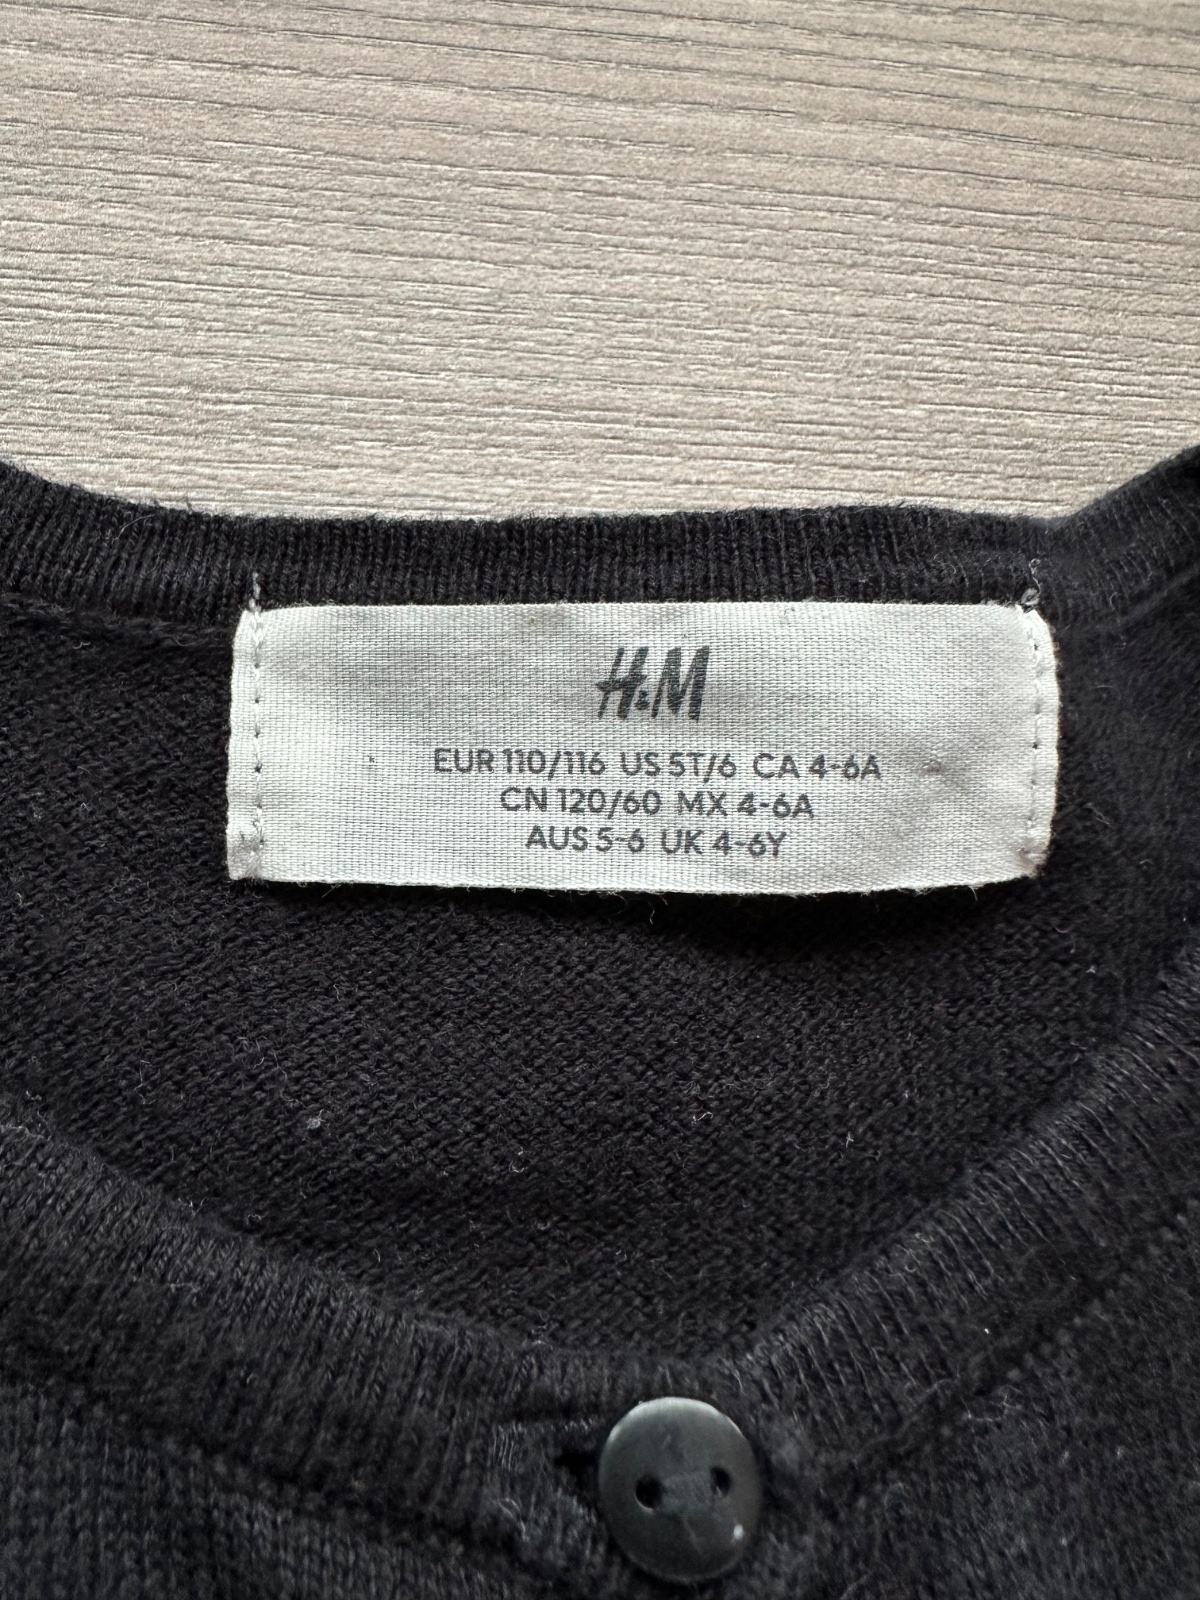 H&M
EUR 110/116 US 5T/6 CA 4-6A
CN 120/60 MX 4-6A
AUS 5-6 UK 4-6Y